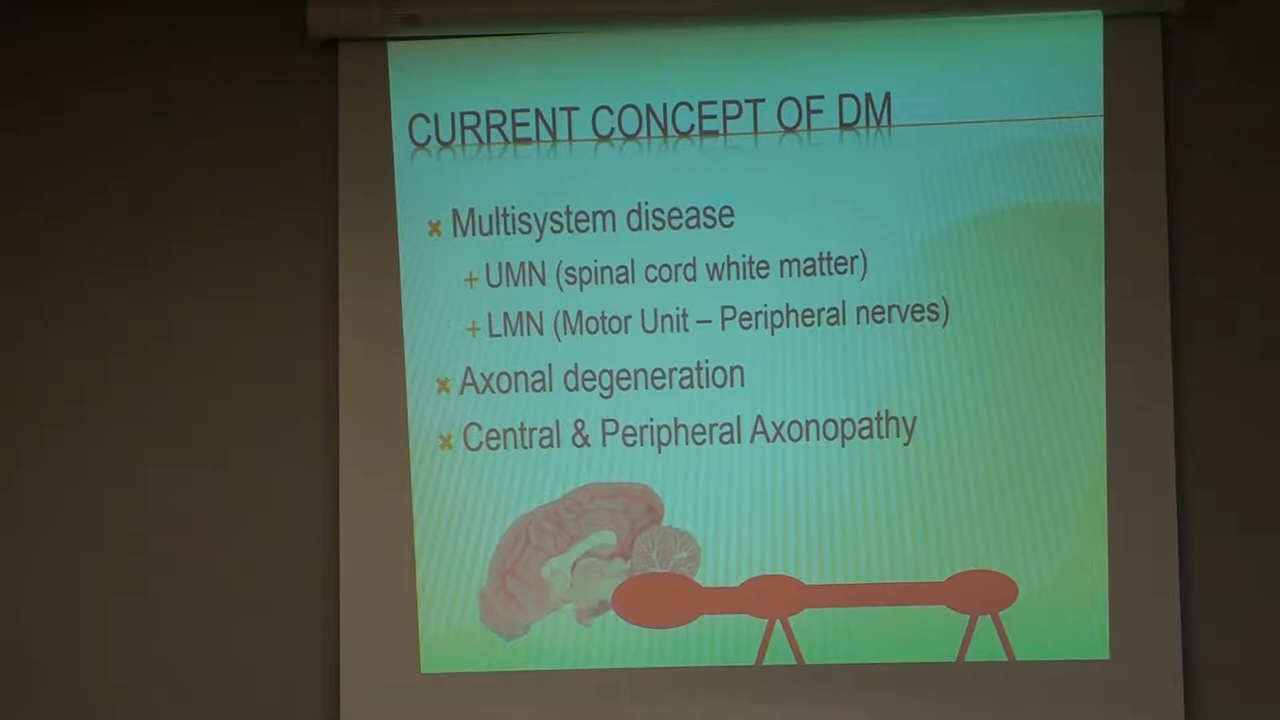 CURRENT CONCEPT OF DM
Multisystem disease
UMN (spinal cord white matter)
LMN (Motor Unit – Peripheral nerves)
Axonal degeneration
Central & Peripheral Axonopathy